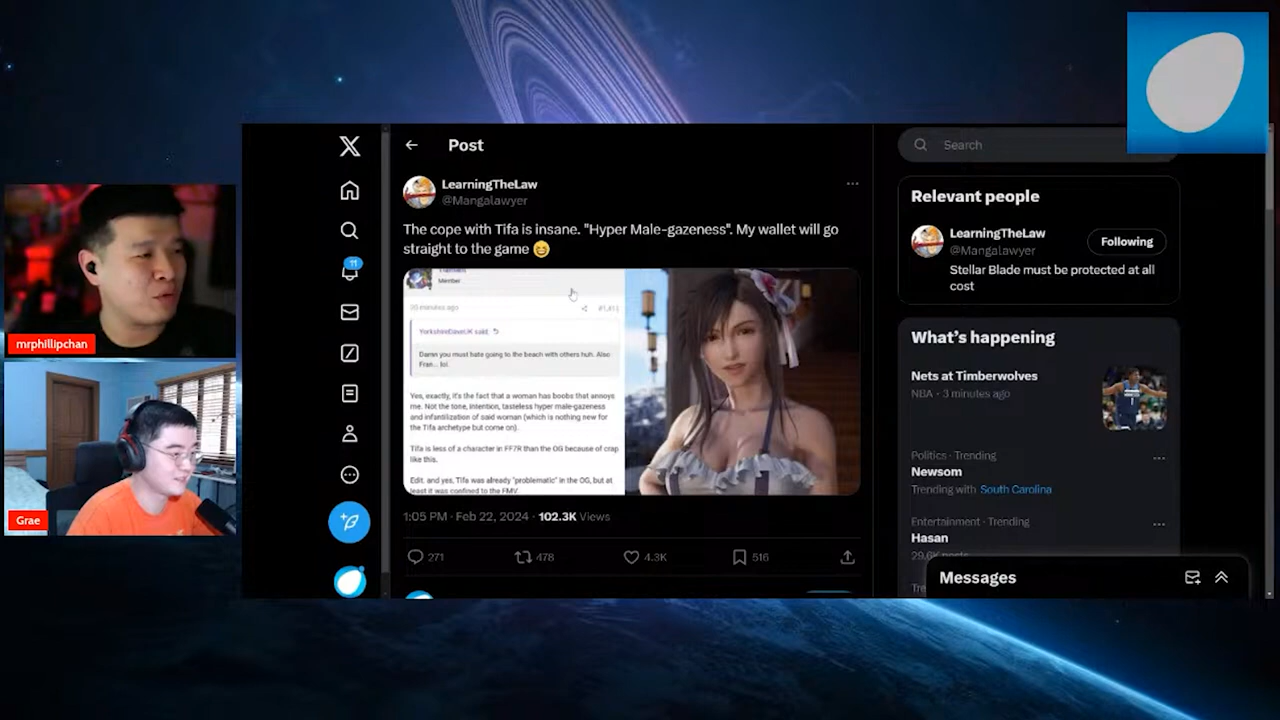 mrphillipchan
Grae
Post
LearningTheLaw
@Mangalawyer
The cope with Tifa is insane. "Hyper Male-gazeness". My wallet will go
straight to the game
Member
minutes ago
YorkshireDawnUK said:
Damn you must hate going to the beach with others huh. Also
Fran... lol.
Yes, exactly, it's the fact that a woman has boobs that annoys
me. Not the tone, intention, tasteless hyper male-gazeness
and infantilization of said woman (which is nothing new for
the Tifa archetype but come on).
Tifa is less of a character in FF7R than the OG because of crap
like this.
Edit. and yes, Tifa was already "problematic" in the OG, but at
least it was confined to the FMV.
1:05 PM · Feb 22, 2024 · 102.3K Views
271
478
4.3K
516
Search
Relevant people
LearningTheLaw
@Mangalawyer
Following
Stellar Blade must be protected at all
cost
What's happening
Nets at Timberwolves
NBA · 3 minutes ago
Politics · Trending
Newsom
Trending with South Carolina
Entertainment · Trending
Hasan
29.6K posts
Messages